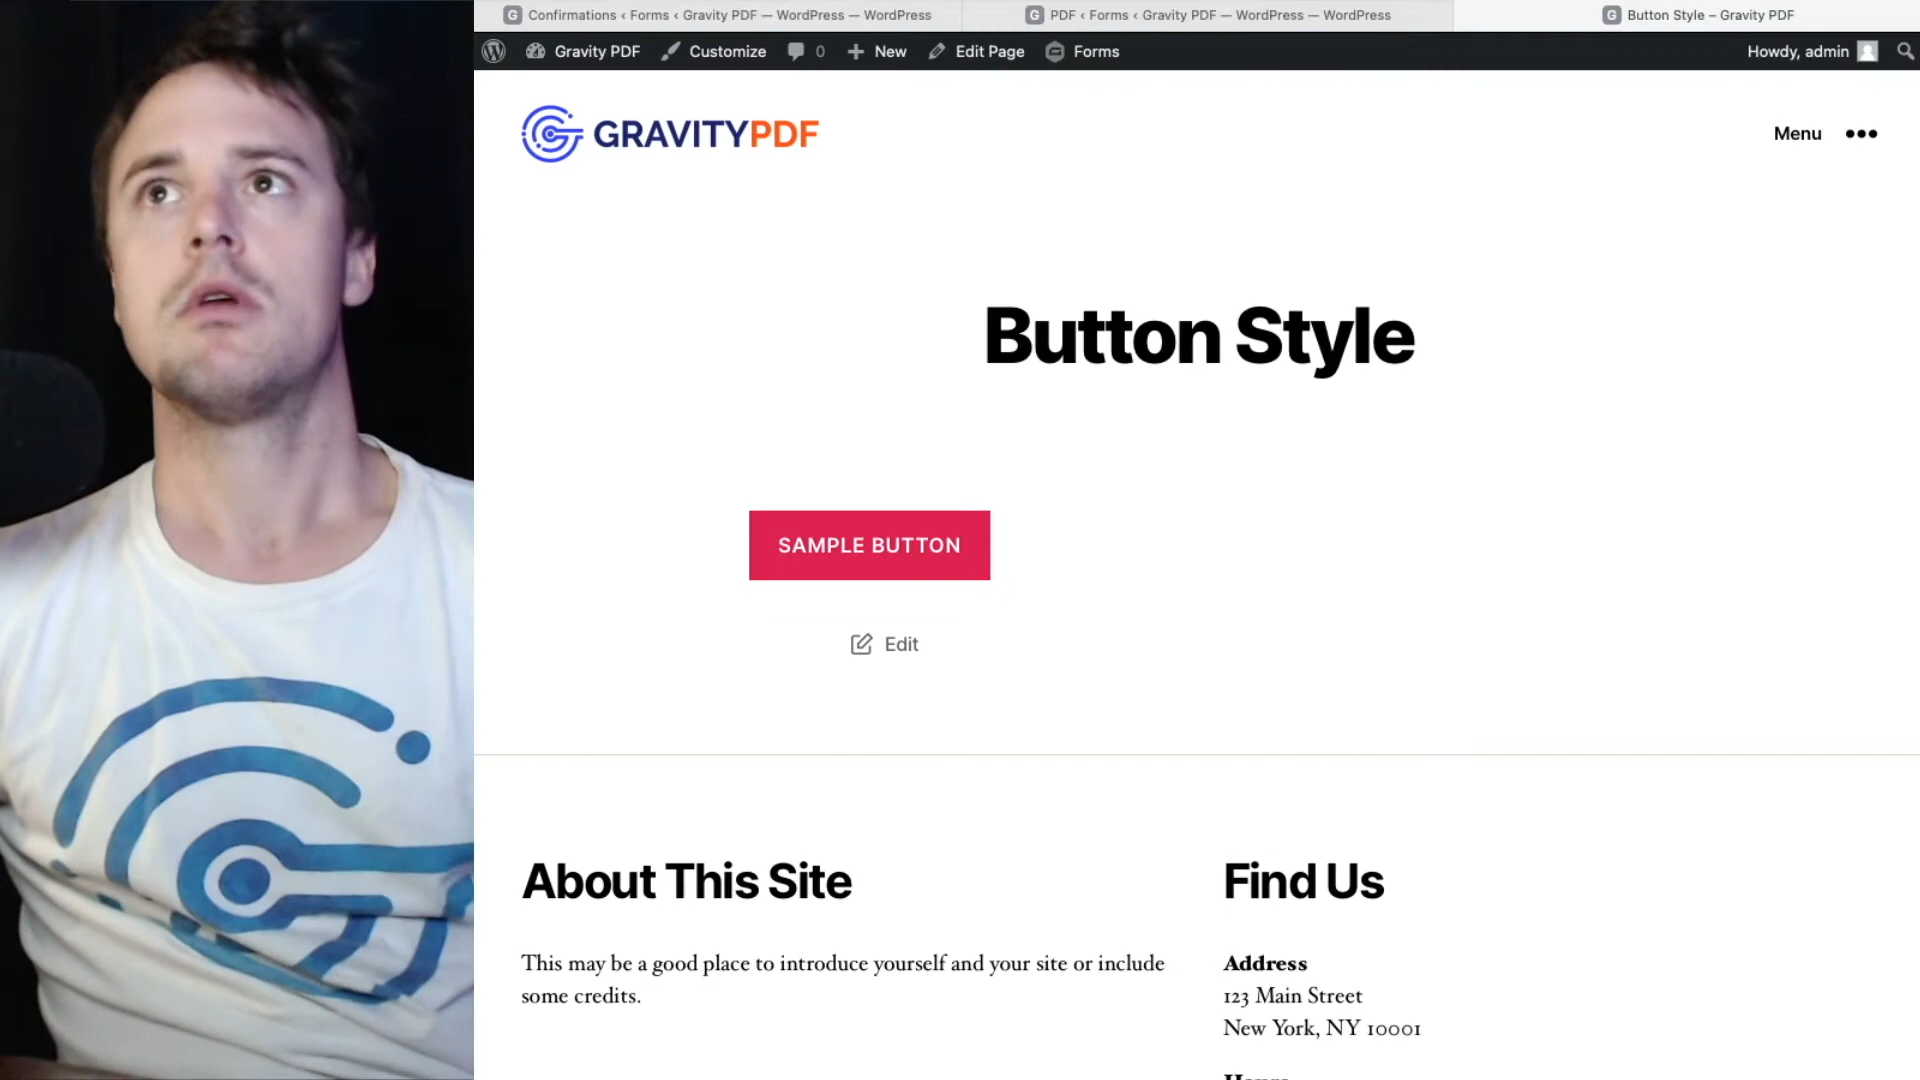 Confirmations ‹ Forms ‹ Gravity PDF — WordPress — WordPress
PDF ‹ Forms ‹ Gravity PDF — WordPress — WordPress
Button Style – Gravity PDF
Gravity PDF
Customize
0
New
Edit Page
Forms
Howdy, admin
GRAVITYPDF
Menu
Button Style
SAMPLE BUTTON
Edit
About This Site
This may be a good place to introduce yourself and your site or include
some credits.
Find Us
Address
123 Main Street
New York, NY 10001